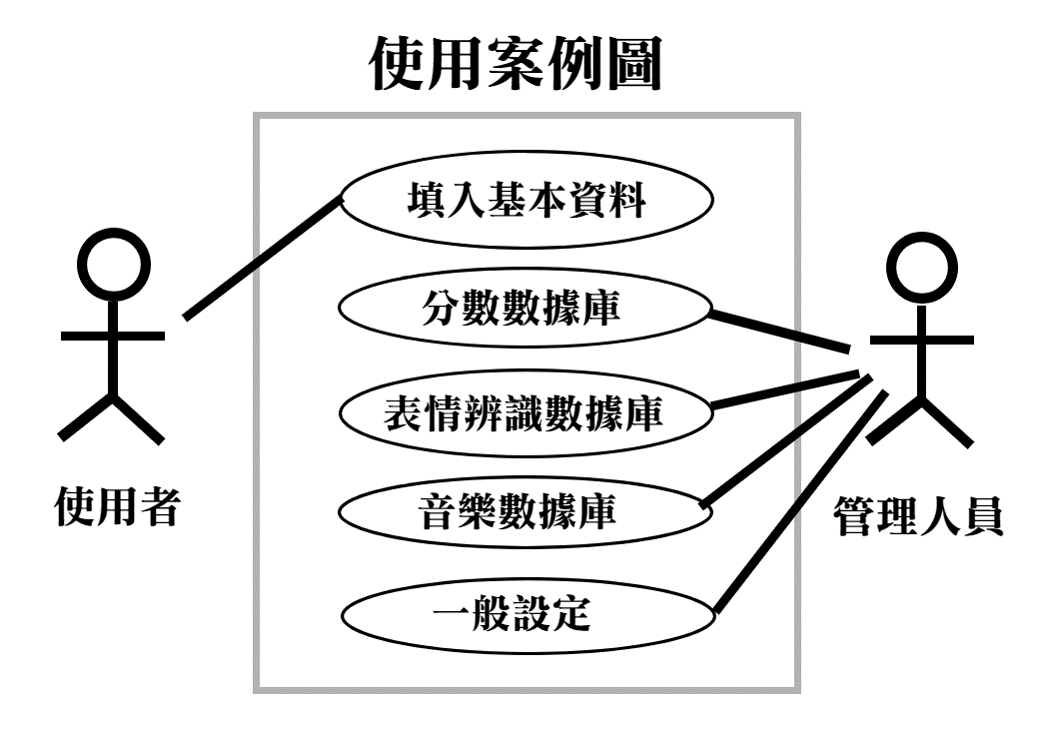 使用案例圖
填入基本資料
分數數據庫
表情辨識數據庫
音樂數據庫
一般設定
使用者
管理人員